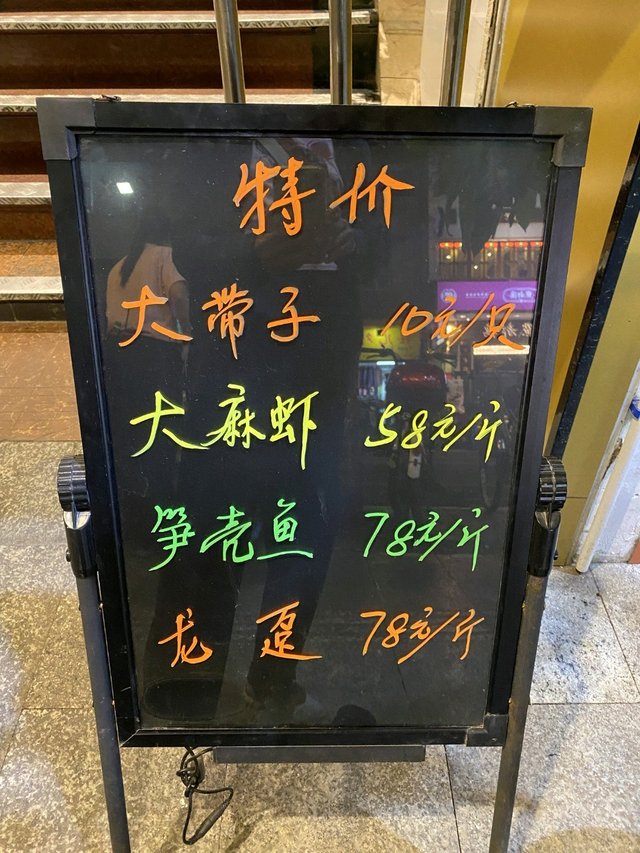 特价
大带子 10元/只
大麻虾 58元/斤
笋壳鱼 78元/斤
龙趸 78元/斤